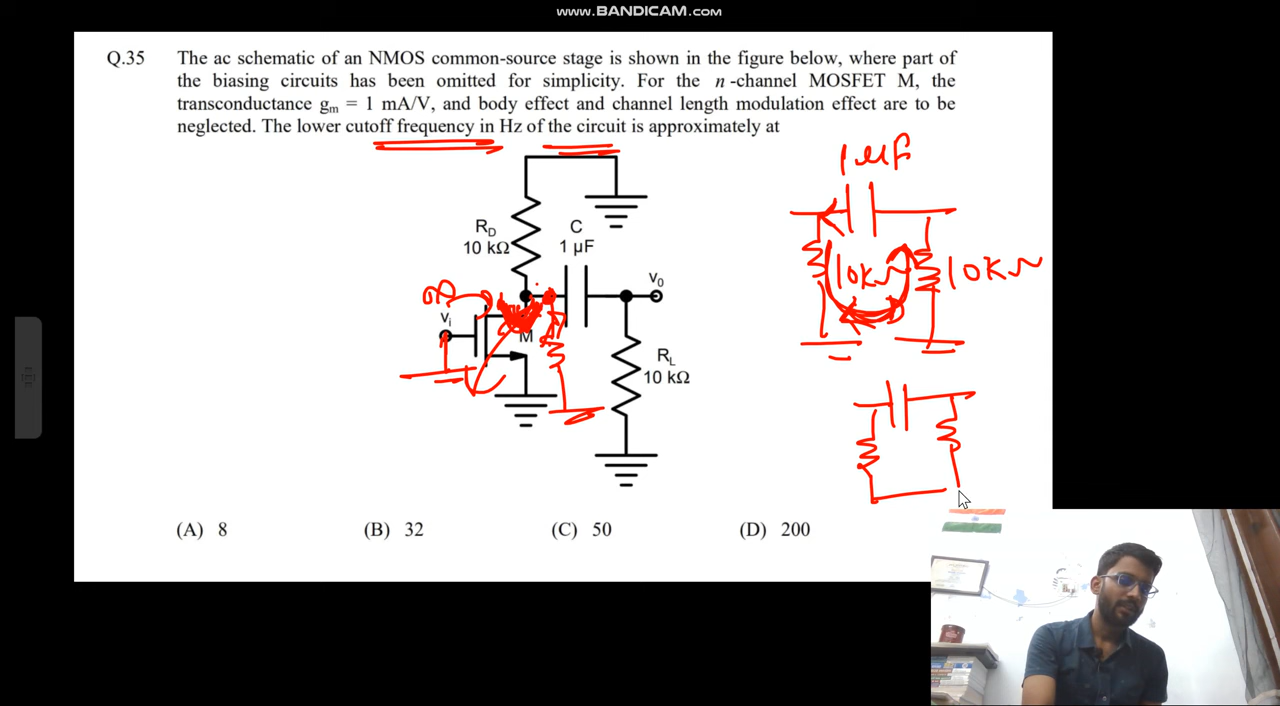 www.BANDICAM.com
Q.35 The ac schematic of an NMOS common-source stage is shown in the figure below, where part of
the biasing circuits has been omitted for simplicity. For the n -channel MOSFET M, the
transconductance gm = 1 mA/V, and body effect and channel length modulation effect are to be
neglected. The lower cutoff frequency in Hz of the circuit is approximately at
1 μF
RD
10 kΩ
C
1 μF
10K
10K
∞
vi
M
v0
RL
10 kΩ
(A) 8 (B) 32 (C) 50 (D) 200